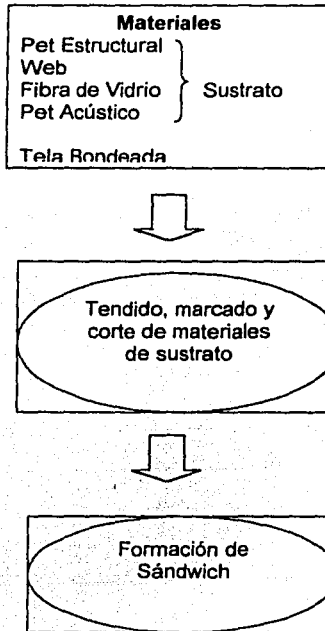 Materiales
Pet Estructural
Web
Fibra de Vidrio
Pet Acústico
Sustrato
Tela Bondeada
Tendido, marcado y
corte de materiales
de sustrato
Formación de
Sándwich